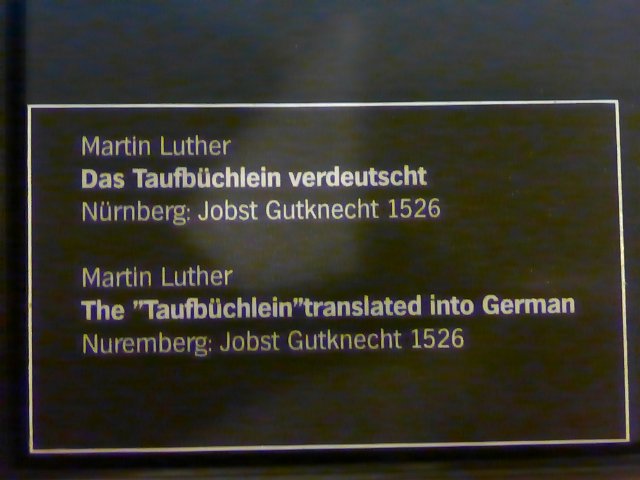 Martin Luther
Das Taufbüchlein verdeutscht
Nürnberg: Jobst Gutknecht 1526
Martin Luther
The "Taufbüchlein"translated into German
Nuremberg: Jobst Gutknecht 1526